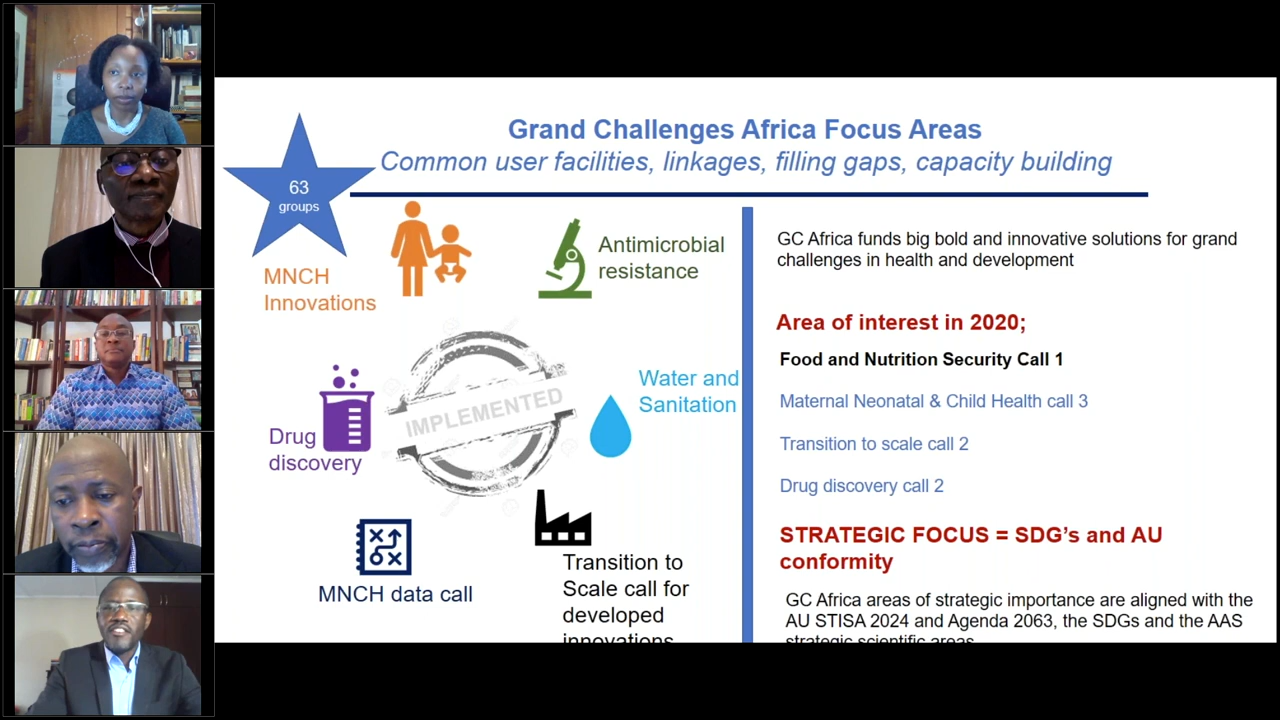 Grand Challenges Africa Focus Areas
Common user facilities, linkages, filling gaps, capacity building
63
groups
MNCH
Innovations
Antimicrobial
resistance
IMPLEMENTED
Water and
Sanitation
Drug
discovery
MNCH data call
Transition to
Scale call for
developed
innovations
GC Africa funds big bold and innovative solutions for grand
challenges in health and development
Area of interest in 2020;
Food and Nutrition Security Call 1
Maternal Neonatal & Child Health call 3
Transition to scale call 2
Drug discovery call 2
STRATEGIC FOCUS = SDG's and AU
conformity
GC Africa areas of strategic importance are aligned with the
AU STISA 2024 and Agenda 2063, the SDGs and the AAS
strategic scientific areas